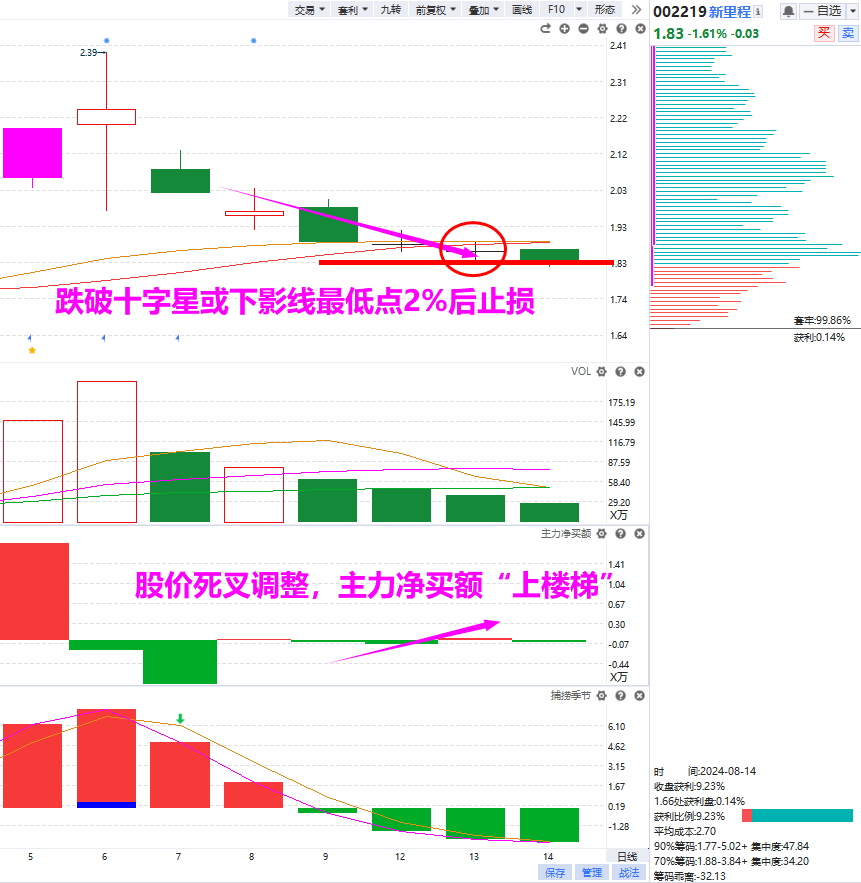 交易 套利 九转 前复权 叠加 画线 F10 形态
002219 新里程 自选
1.83 -1.61% -0.03 买 卖
2.41
2.39
2.31
2.22
2.12
2.03
1.93
1.83
跌破十字星或下影线最低点2%后止损
1.74
1.64
套牢:99.86%
获利:0.14%
VOL
175.19
145.99
116.79
87.59
58.40
29.20
X万
主力净买额
1.41
股价死叉调整，主力净买额“上楼梯”
1.04
0.67
0.30
-0.07
-0.44
X万
捕捞季节
6.10
4.62
3.15
1.67
0.19
-1.28
5 6 7 8 9 12 13 14 日线
保存 管理 战法
时 间:2024-08-14
收盘获利:9.23%
1.66处获利盘:0.14%
获利比例:9.23%
平均成本:2.70
90%筹码:1.77-5.02+ 集中度:47.84
70%筹码:1.88-3.84+ 集中度:34.20
筹码乖离:-32.13